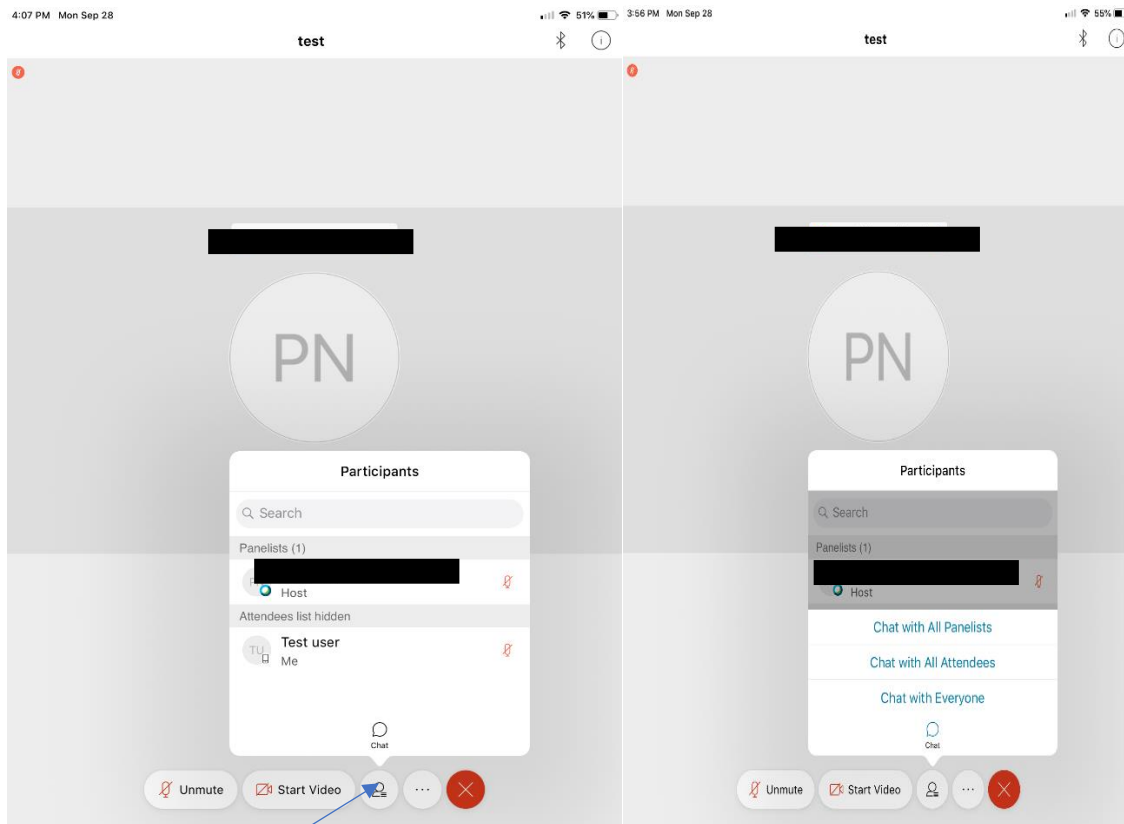 4:07 PM Mon Sep 28
51%
test
PN
Participants
Search
Panelists (1)
Host
Attendees list hidden
TU
Test user
Me
Chat
Unmute
Start Video
3:56 PM Mon Sep 28
55%
test
PN
Participants
Search
Panelists (1)
Host
Chat with All Panelists
Chat with All Attendees
Chat with Everyone
Chat
Unmute
Start Video